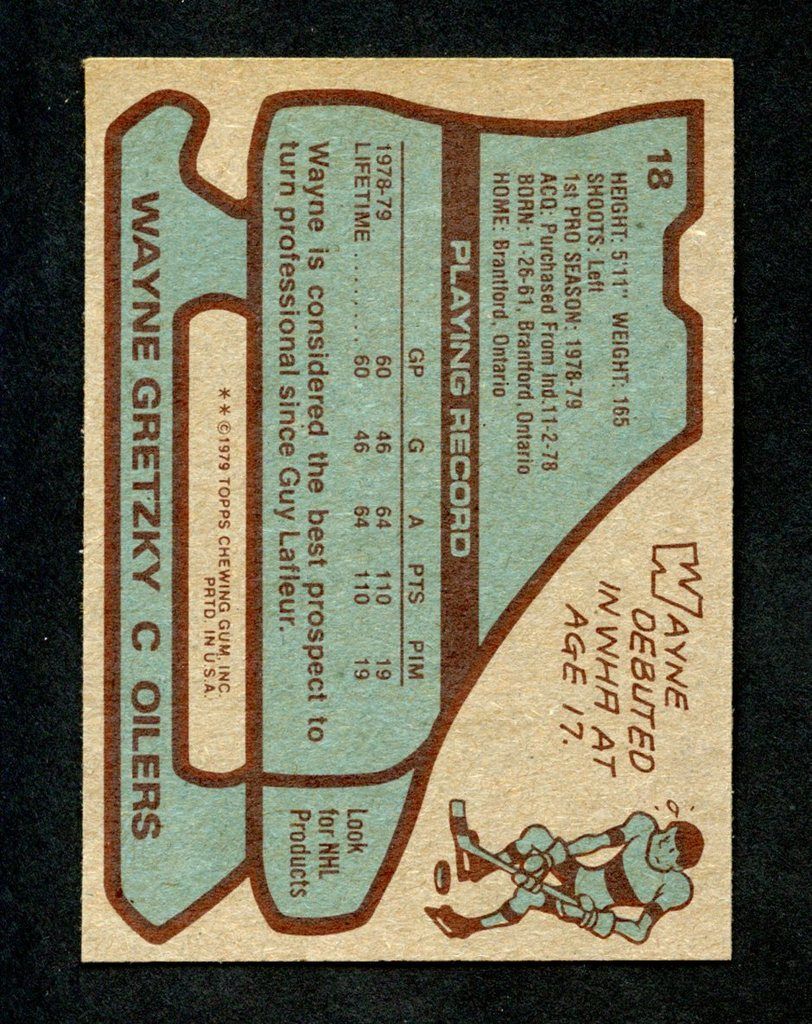 18
HEIGHT: 5'11" WEIGHT: 165
SHOOTS: Left
1st PRO SEASON: 1978-79
ACQ: Purchased From Ind. 11-2-78
BORN: 1-26-61, Brantford, Ontario
HOME: Brantford, Ontario
WAYNE
DEBUTED
IN WHA AT
AGE 17.
PLAYING RECORD
GP G A PTS PIM
1978-79 60 46 64 110 19
LIFETIME .......... 60 46 64 110 19
Wayne is considered the best prospect to
turn professional since Guy Lafleur.
Look
for NHL
Products
* * ©1979 TOPPS CHEWING GUM, INC.
PRTD. IN U.S.A.
WAYNE GRETZKY C OILERS